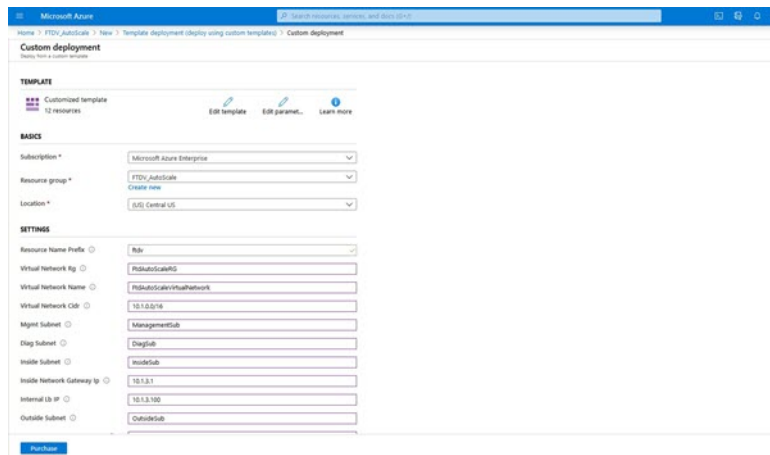 Microsoft Azure
Search resources, services, and docs (G+/)
Home > FTDV_AutoScale > New > Template deployment (deploy using custom templates) > Custom deployment
Custom deployment
Deploy from a custom template
TEMPLATE
Customized template
12 resources
Edit template
Edit paramet...
Learn more
BASICS
Subscription * Microsoft Azure Enterprise
Resource group * FTDV_AutoScale
Create new
Location * (US) Central US
SETTINGS
Resource Name Prefix ftdv
Virtual Network Rg FtdAutoScaleRG
Virtual Network Name FtdAutoScaleVirtualNetwork
Virtual Network Cidr 10.1.0.0/16
Mgmt Subnet ManagementSub
Diag Subnet DiagSub
Inside Subnet InsideSub
Inside Network Gateway Ip 10.1.3.1
Internal Lb IP 10.1.3.100
Outside Subnet OutsideSub
Purchase